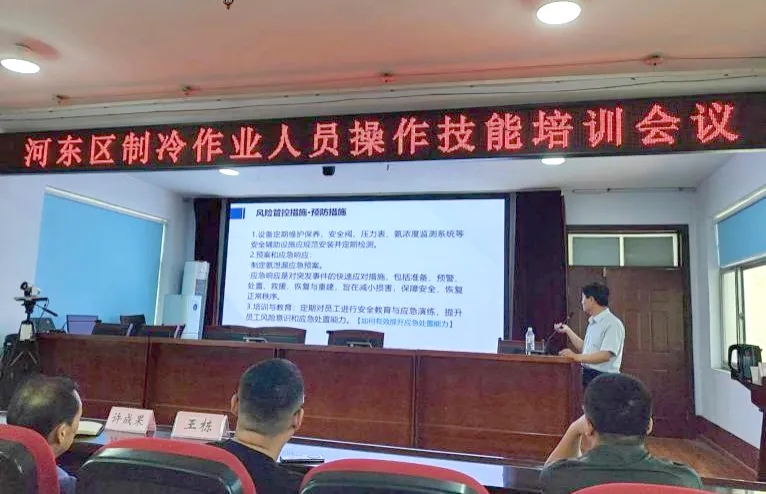 河东区制冷作业人员操作技能培训会议
风险管控措施·预防措施
1.设备定期维护保养，安全阀、压力表、氨浓度监测系统等
安全辅助设施应规范安装并定期检测。
2.预案和应急响应:
制定氨泄漏应急预案。
应急响应是对突发事件的快速应对措施，包括准备、预警、
处置、救援、恢复与重建，旨在减小损害，保障安全，恢复
正常秩序。
3.培训与教育：定期对员工进行安全教育与应急演练，提升
员工风险意识和应急处置能力。【如何有效提升应急处置能力】
许成果
王栋